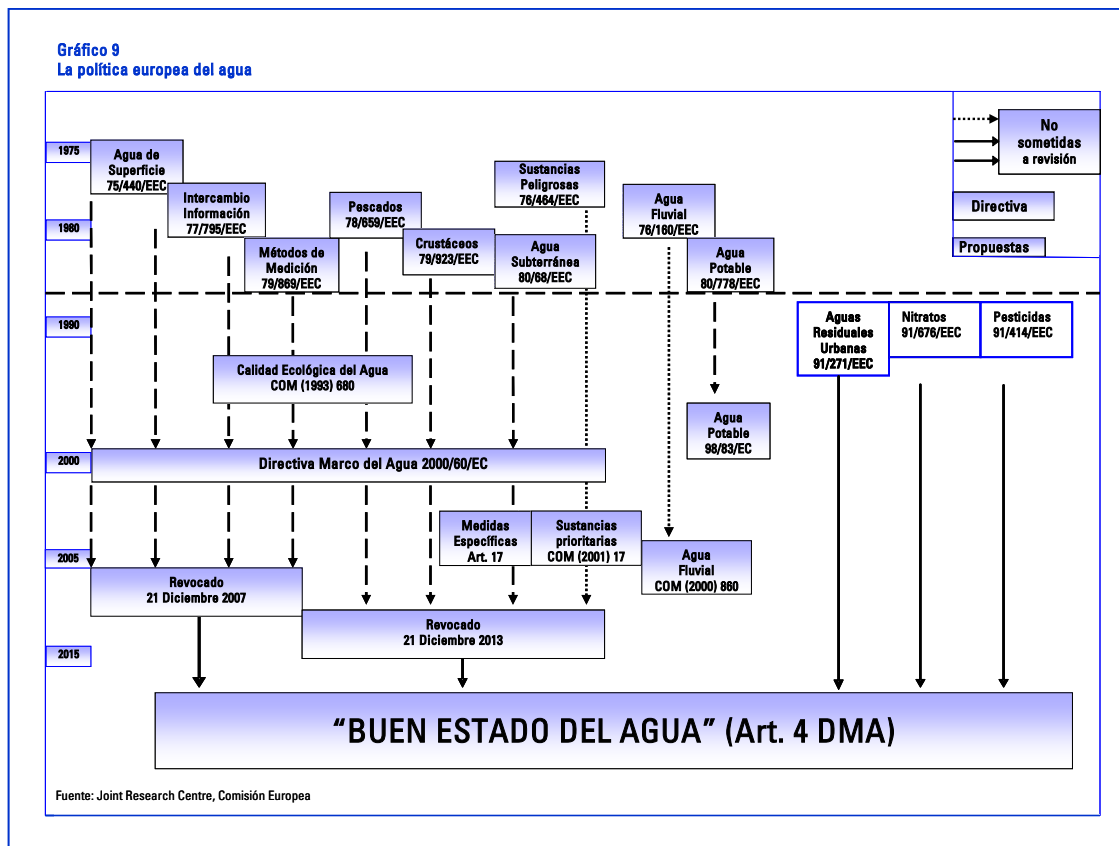 Gráfico 9
La política europea del agua
1975
Agua de
Superficie
75/440/EEC
Intercambio
Información
77/795/EEC
Métodos de
Medición
79/869/EEC
Pescados
78/659/EEC
Crustáceos
79/923/EEC
Sustancias
Peligrosas
76/464/EEC
Agua
Subterránea
80/68/EEC
Agua
Fluvial
76/160/EEC
Agua
Potable
80/778/EEC
No
sometidas
a revisión
Directiva
Propuestas
1980
1990
Aguas
Residuales
Urbanas
91/271/EEC
Nitratos
91/676/EEC
Pesticidas
91/414/EEC
Calidad Ecológica del Agua
COM (1993) 680
Agua
Potable
98/83/EC
2000
Directiva Marco del Agua 2000/60/EC
Medidas
Específicas
Art. 17
Sustancias
prioritarias
COM (2001) 17
Agua
Fluvial
COM (2000) 860
2005
Revocado
21 Diciembre 2007
Revocado
21 Diciembre 2013
2015
“BUEN ESTADO DEL AGUA” (Art. 4 DMA)
Fuente: Joint Research Centre, Comisión Europea